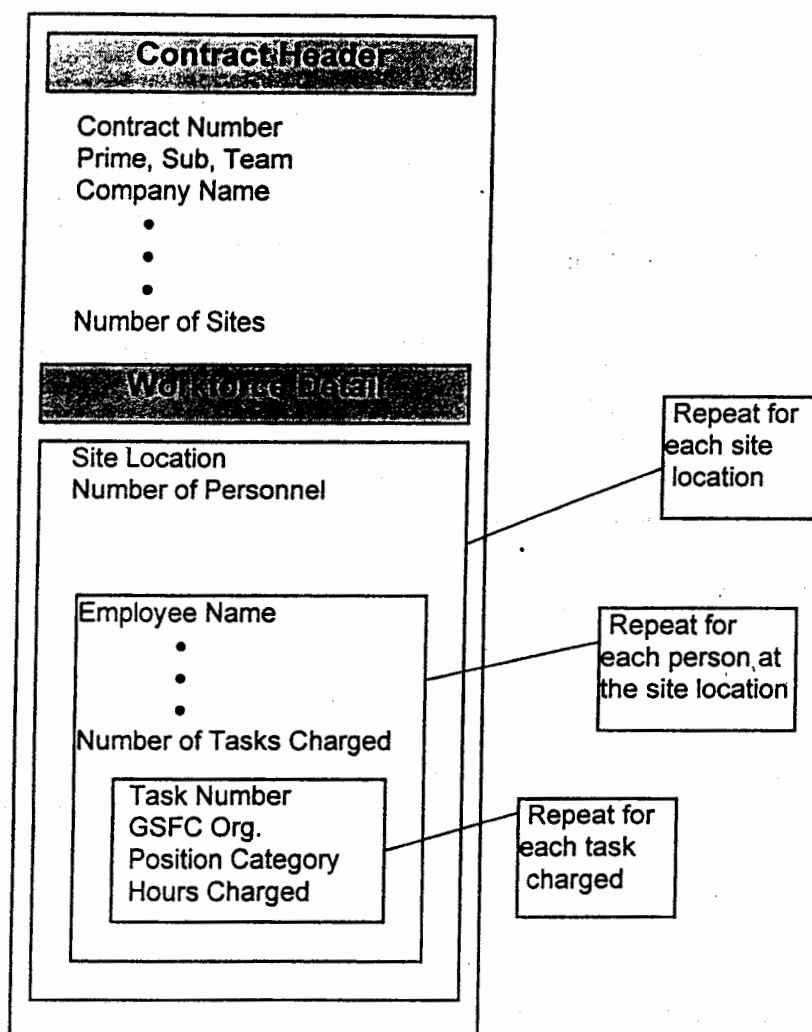 Contract Header
Contract Number
Prime, Sub, Team
Company Name
•
•
•
Number of Sites
Workforce Detail
Site Location
Number of Personnel
Employee Name
•
•
•
Number of Tasks Charged
Task Number
GSFC Org.
Position Category
Hours Charged
Repeat for
each site
location
Repeat for
each person at
the site location
Repeat for
each task
charged